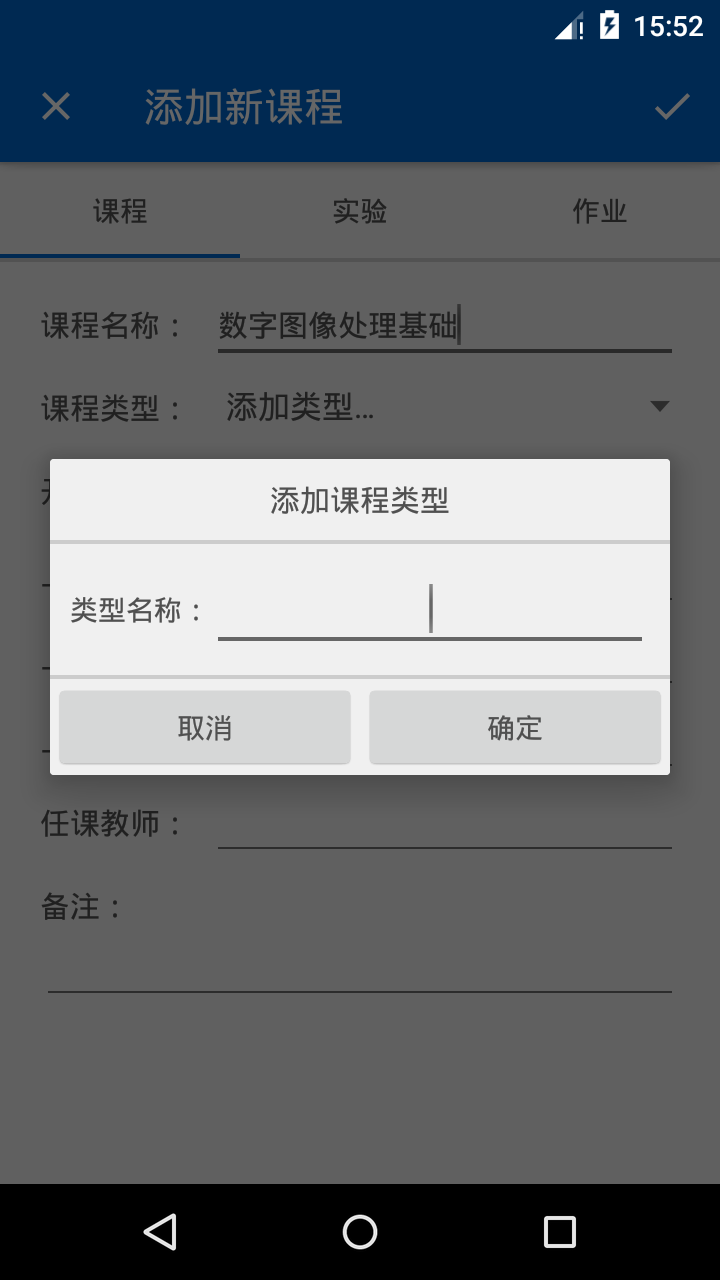 15:52
添加新课程
课程 实验 作业
课程名称： 数字图像处理基础
课程类型： 添加类型...
添加课程类型
类型名称：
取消 确定
任课教师：
备注：